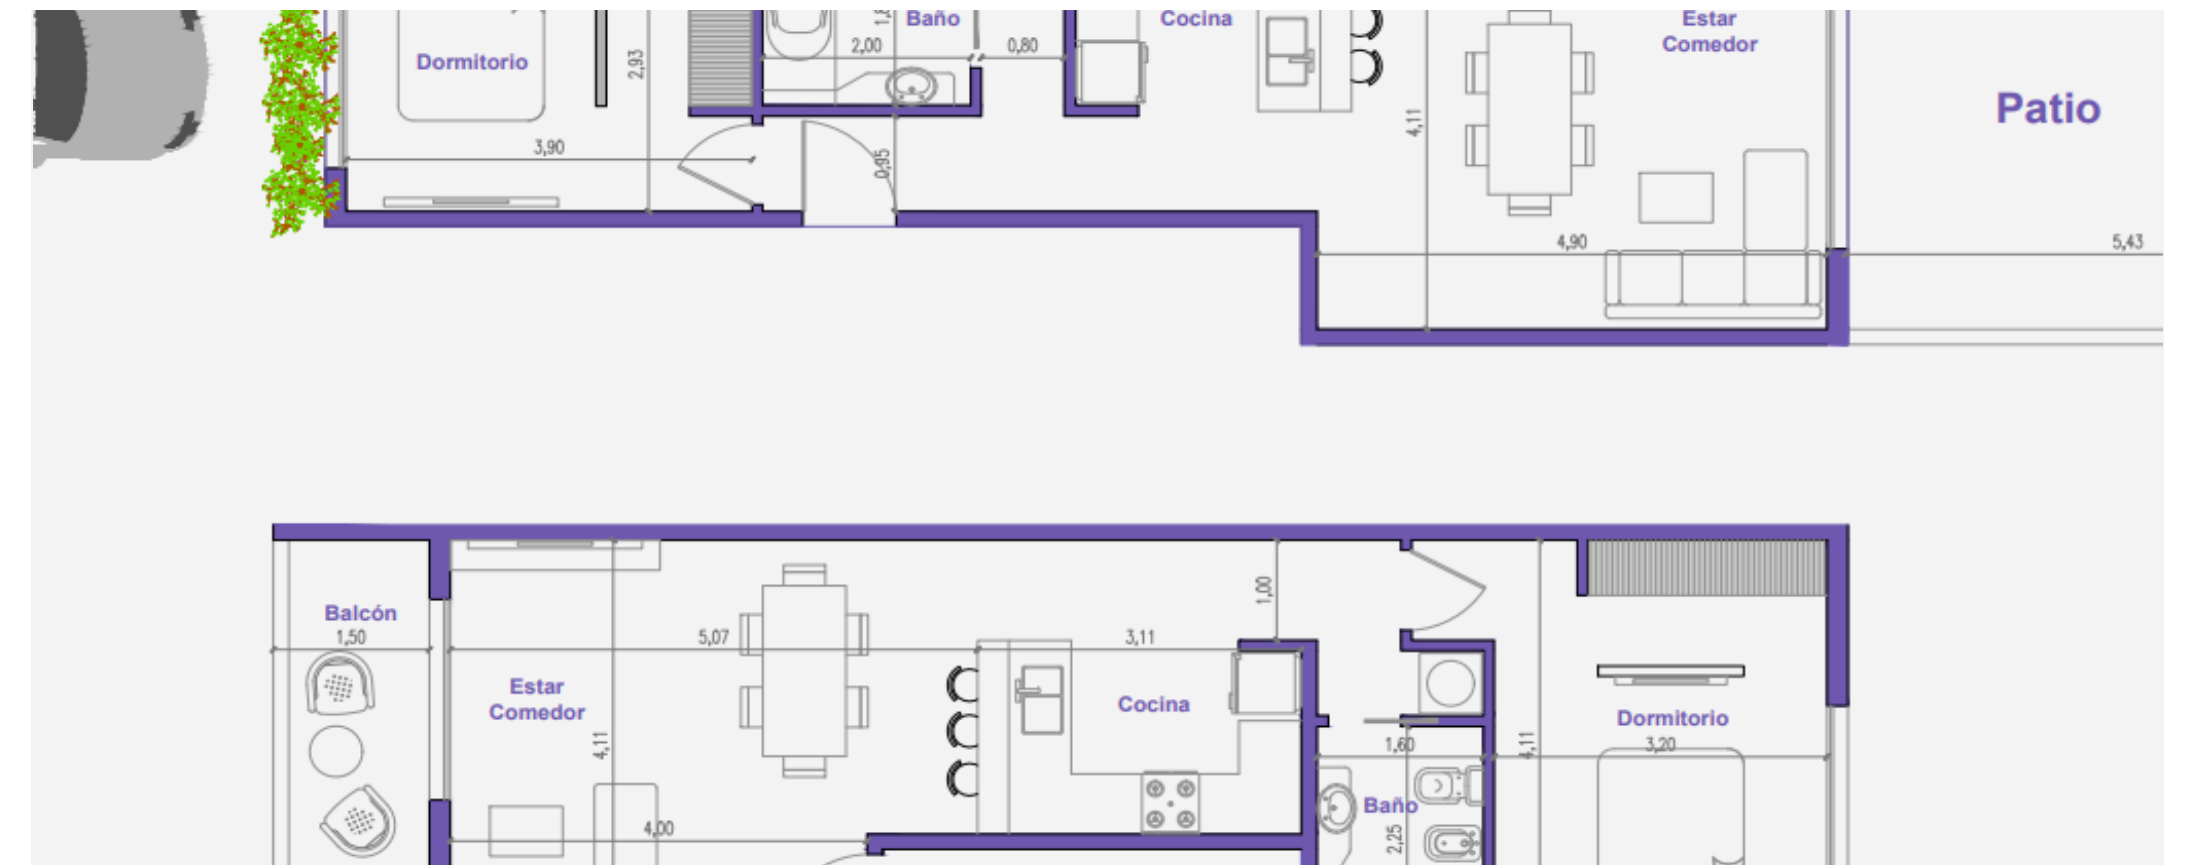 Baño
Cocina
Estar
Comedor
Dormitorio
2,93
2,00
0,80
Patio
4,11
3,90
0,95
4,90
5,43
Balcón
1,50
5,07
1,00
3,11
Estar
Comedor
Cocina
Dormitorio
4,11
1,60
4,11
3,20
Baño
4,00
2,25